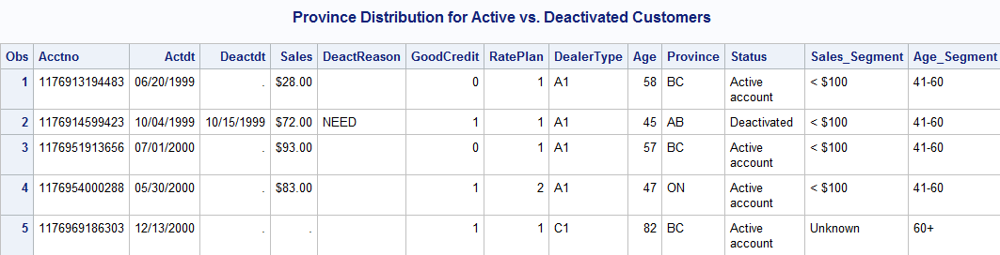 Province Distribution for Active vs. Deactivated Customers
Obs Acctno Actdt Deactdt Sales DeactReason GoodCredit RatePlan DealerType Age Province Status Sales_Segment Age_Segment
1 1176913194483 06/20/1999 . $28.00 0 1 A1 58 BC Active account < $100 41-60
2 1176914599423 10/04/1999 10/15/1999 $72.00 NEED 1 1 A1 45 AB Deactivated < $100 41-60
3 1176951913656 07/01/2000 . $93.00 0 1 A1 57 BC Active account < $100 41-60
4 1176954000288 05/30/2000 . $83.00 1 2 A1 47 ON Active account < $100 41-60
5 1176969186303 12/13/2000 . . 1 1 C1 82 BC Active account Unknown 60+